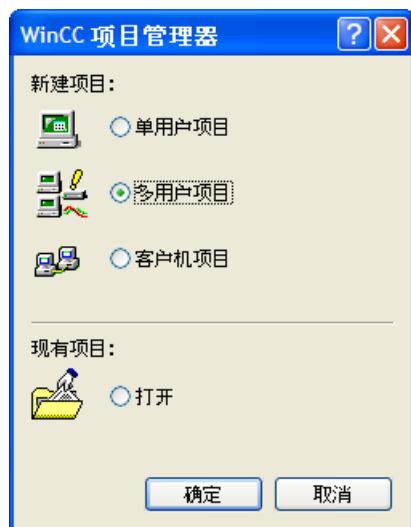 WinCC 项目管理器
新建项目：
单用户项目
多用户项目
客户机项目
现有项目：
打开
确定
取消